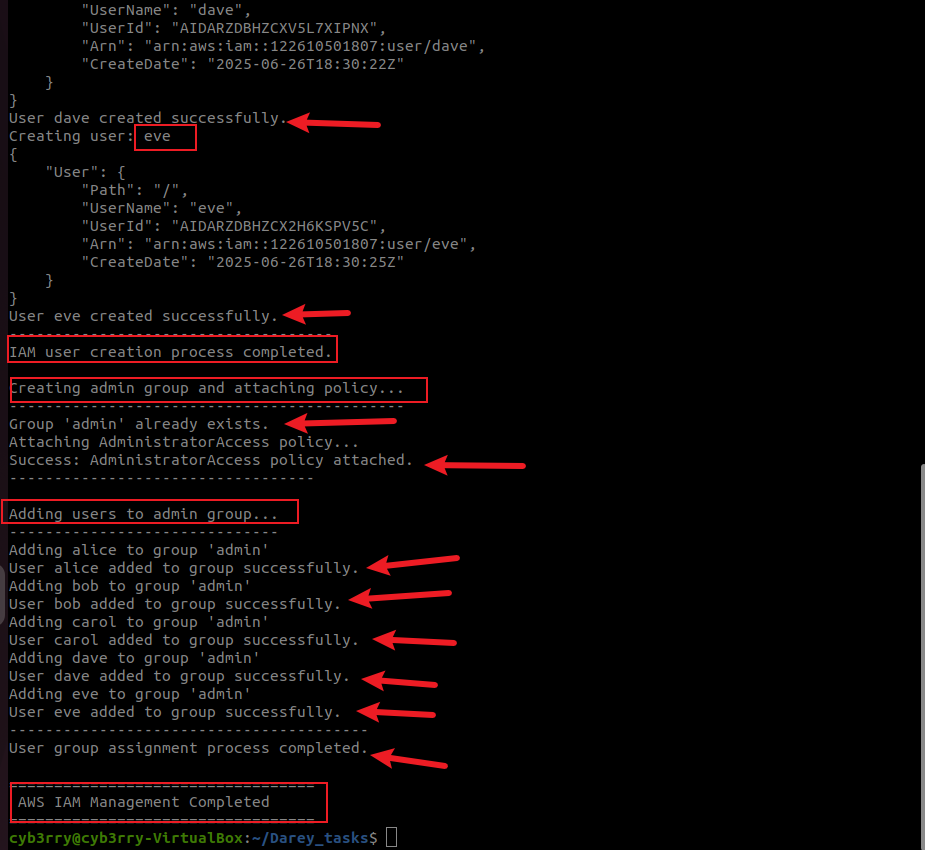 "UserName": "dave",
        "UserId": "AIDARZDBHZCXV5L7XIPNX",
        "Arn": "arn:aws:iam::122610501807:user/dave",
        "CreateDate": "2025-06-26T18:30:22Z"
    }
}
User dave created successfully.
Creating user: eve
{
    "User": {
        "Path": "/",
        "UserName": "eve",
        "UserId": "AIDARZDBHZCX2H6KSPV5C",
        "Arn": "arn:aws:iam::122610501807:user/eve",
        "CreateDate": "2025-06-26T18:30:25Z"
    }
}
User eve created successfully.
------------------------------------
IAM user creation process completed.

Creating admin group and attaching policy...
--------------------------------------------
Group 'admin' already exists.
Attaching AdministratorAccess policy...
Success: AdministratorAccess policy attached.
----------------------------------

Adding users to admin group...
------------------------------
Adding alice to group 'admin'
User alice added to group successfully.
Adding bob to group 'admin'
User bob added to group successfully.
Adding carol to group 'admin'
User carol added to group successfully.
Adding dave to group 'admin'
User dave added to group successfully.
Adding eve to group 'admin'
User eve added to group successfully.
----------------------------------------
User group assignment process completed.

==================================
 AWS IAM Management Completed
==================================
cyb3rry@cyb3rry-VirtualBox:~/Darey_tasks$